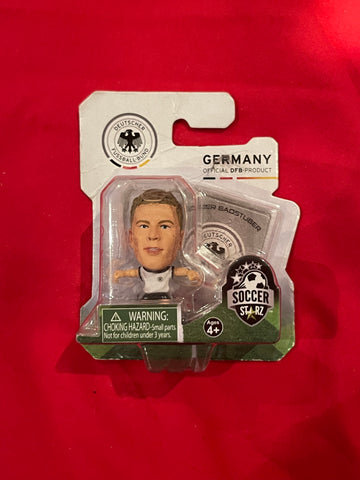 DEUTSCHER
FUSSBALL-BUND
GERMANY
OFFICIAL DFB-PRODUCT
BADSTUBER
SOCCER
STARZ
WARNING:
CHOKING HAZARD-Small parts
Not for children under 3 years.
Ages
4+